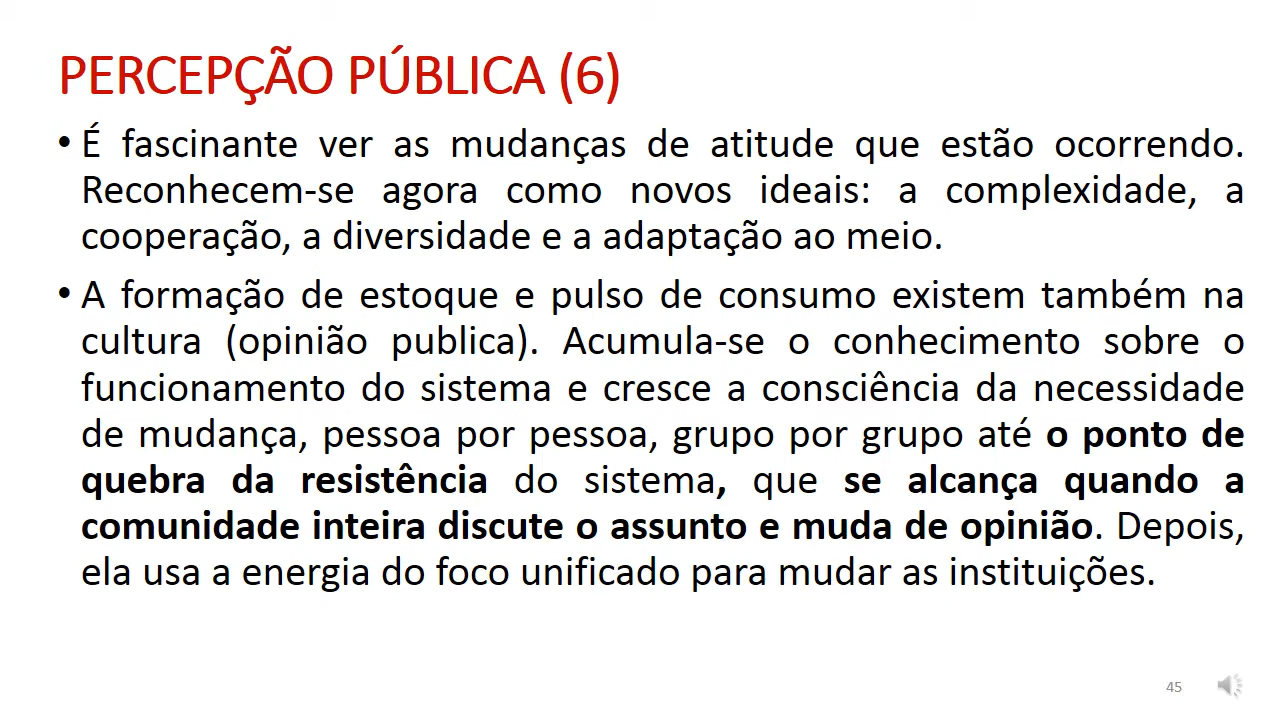 PERCEPÇÃO PÚBLICA (6)
• É fascinante ver as mudanças de atitude que estão ocorrendo.
Reconhecem-se agora como novos ideais: a complexidade, a
cooperação, a diversidade e a adaptação ao meio.
• A formação de estoque e pulso de consumo existem também na
cultura (opinião publica). Acumula-se o conhecimento sobre o
funcionamento do sistema e cresce a consciência da necessidade
de mudança, pessoa por pessoa, grupo por grupo até o ponto de
quebra da resistência do sistema, que se alcança quando a
comunidade inteira discute o assunto e muda de opinião. Depois,
ela usa a energia do foco unificado para mudar as instituições.
45